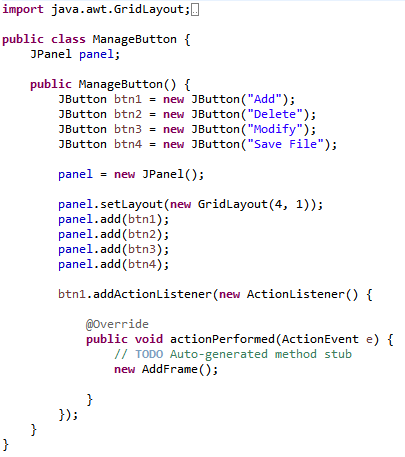 import java.awt.GridLayout;
public class ManageButton {
JPanel panel;
public ManageButton() {
JButton btn1 = new JButton("Add");
JButton btn2 = new JButton("Delete");
JButton btn3 = new JButton("Modify");
JButton btn4 = new JButton("Save File");
panel = new JPanel();
panel.setLayout(new GridLayout(4, 1));
panel.add(btn1);
panel.add(btn2);
panel.add(btn3);
panel.add(btn4);
btn1.addActionListener(new ActionListener() {
@Override
public void actionPerformed(ActionEvent e) {
// TODO Auto-generated method stub
new AddFrame();
}
});
}
}